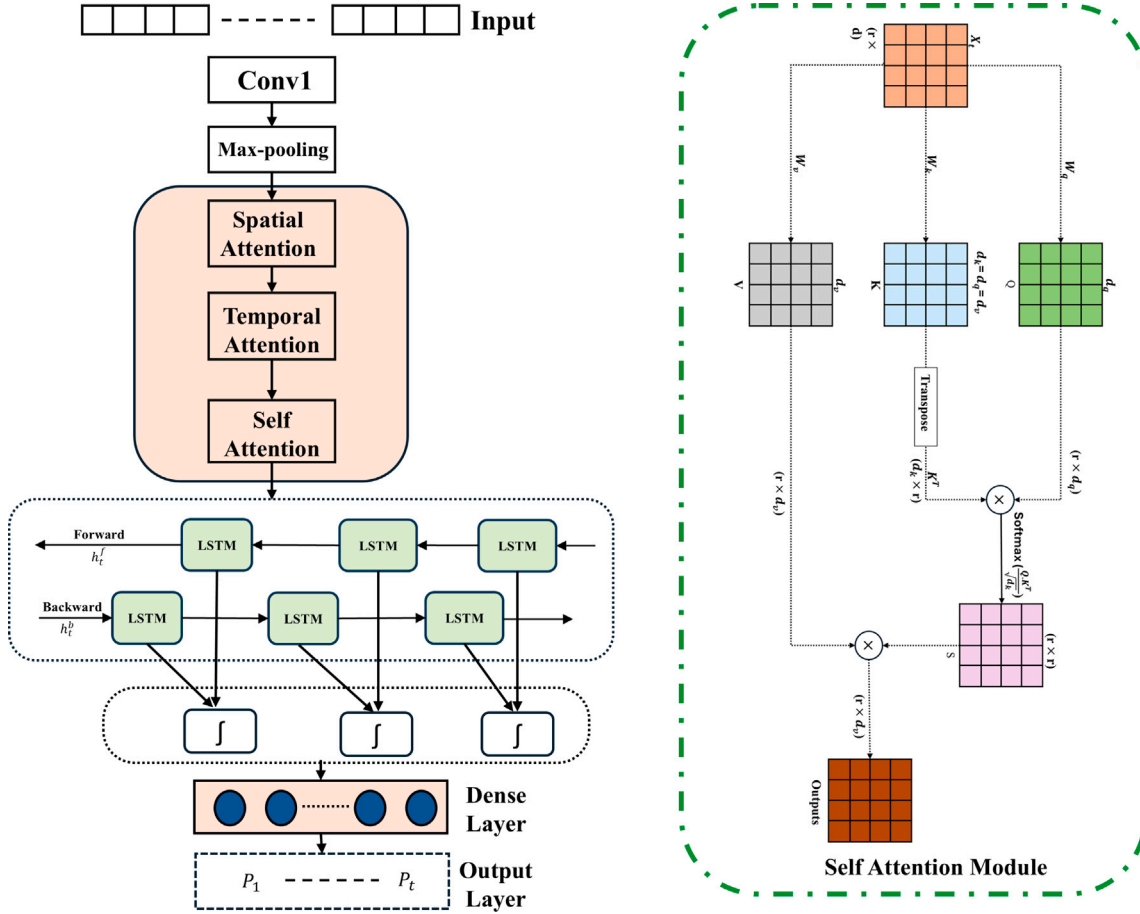 Input
Conv1
Max-pooling
Spatial
Attention
Temporal
Attention
Self
Attention
Forward
h_t^f
LSTM
LSTM
LSTM
Backward
h_t^b
LSTM
LSTM
LSTM
∫
∫
∫
Dense
Layer
P_1
P_t
Output
Layer
X_t
(r ×
d)
W_v
W_k
W_q
d_v
V
d_k = d_q = d_v
K
d_q
Q
Transpose
K^T
(d_k × r)
(r × d_q)
(r × d_v)
×
Softmax (Q.K^T / √d_k)
(r × r)
S
×
(r × d_v)
Outputs
Self Attention Module